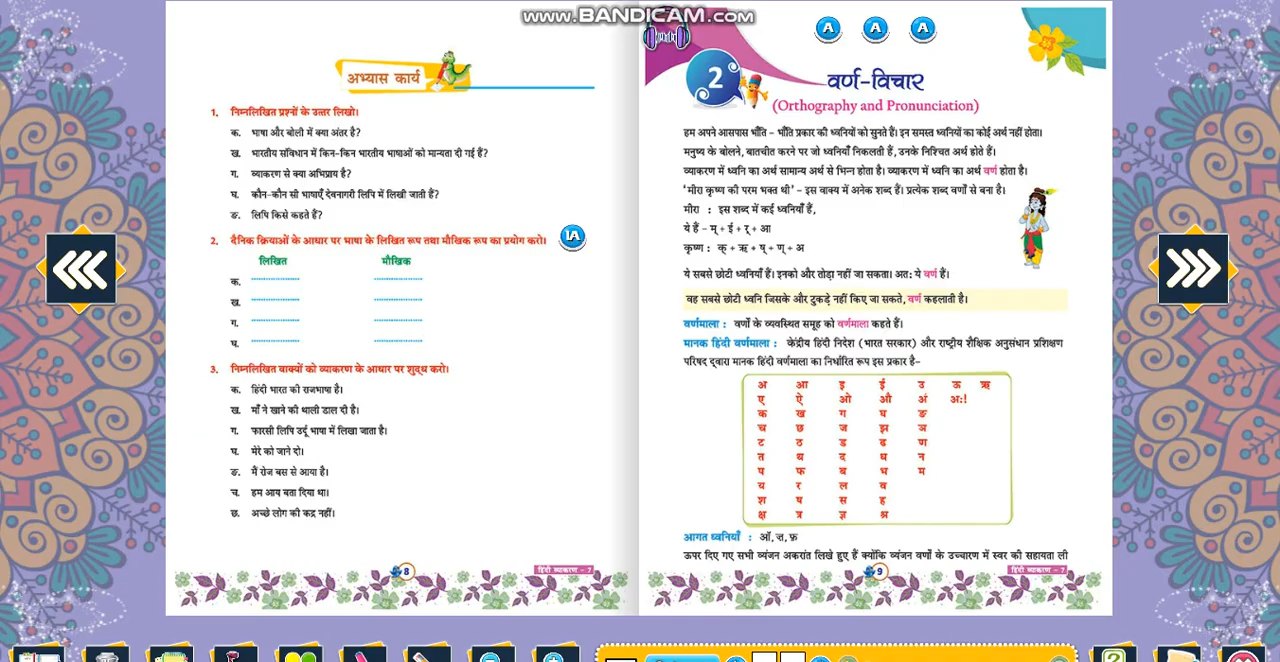 www.BANDICAM.com
अभ्यास कार्य
1. निम्नलिखित प्रश्नों के उत्तर लिखो।
क. भाषा और बोली में क्या अंतर है?
ख. भारतीय संविधान में किन-किन भारतीय भाषाओं को मान्यता दी गई हैं?
ग. व्याकरण से क्या अभिप्राय है?
घ. कौन-कौन सी भाषाएँ देवनागरी लिपि में लिखी जाती हैं?
ङ. लिपि किसे कहते हैं?
2. दैनिक क्रियाओं के आधार पर भाषा के लिखित रूप तथा मौखिक रूप का प्रयोग करो।
IA
लिखित मौखिक
क.
ख.
ग.
घ.
3. निम्नलिखित वाक्यों को व्याकरण के आधार पर शुद्ध करो।
क. हिंदी भारत की राजभाषा है।
ख. माँ ने खाने की थाली डाल दी है।
ग. फारसी लिपि उर्दू भाषा में लिखा जाता है।
घ. मेरे को जाने दो।
ङ. मैं रोज बस से आया है।
च. हम आय बता दिया था।
छ. अच्छे लोग की कद्र नहीं।
8
हिंदी व्याकरण - 7
A A A
2
वर्ण-विचार
(Orthography and Pronunciation)
हम अपने आसपास भाँति - भाँति प्रकार की ध्वनियों को सुनते हैं। इन समस्त ध्वनियों का कोई अर्थ नहीं होता।
मनुष्य के बोलने, बातचीत करने पर जो ध्वनियाँ निकलती हैं, उनके निश्चित अर्थ होते हैं।
व्याकरण में ध्वनि का अर्थ सामान्य अर्थ से भिन्न होता है। व्याकरण में ध्वनि का अर्थ वर्ण होता है।
'मीरा कृष्ण की परम भक्त थी' - इस वाक्य में अनेक शब्द हैं। प्रत्येक शब्द वर्णों से बना है।
मीरा : इस शब्द में कई ध्वनियाँ हैं,
ये हैं - म् + ई + र् + आ
कृष्ण : क् + ऋ + ष् + ण् + अ
ये सबसे छोटी ध्वनियाँ हैं। इनको और तोड़ा नहीं जा सकता। अतः ये वर्ण हैं।
वह सबसे छोटी ध्वनि जिसके और टुकड़े नहीं किए जा सकते, वर्ण कहलाती है।
वर्णमाला : वर्णों के व्यवस्थित समूह को वर्णमाला कहते हैं।
मानक हिंदी वर्णमाला : केंद्रीय हिंदी निदेश (भारत सरकार) और राष्ट्रीय शैक्षिक अनुसंधान प्रशिक्षण
परिषद द्वारा मानक हिंदी वर्णमाला का निर्धारित रूप इस प्रकार है–
अ आ इ ई उ ऊ ऋ
ए ऐ ओ औ अं अः!
क ख ग घ ङ
च छ ज झ ञ
ट ठ ड ढ ण
त थ द ध न
प फ ब भ म
य र ल व
श ष स ह
क्ष त्र ज्ञ श्र
आगत ध्वनियाँ : ऑ, ज़, फ़
ऊपर दिए गए सभी व्यंजन अकरांत लिखे हुए हैं क्योंकि व्यंजन वर्णों के उच्चारण में स्वर की सहायता ली
9
हिंदी व्याकरण - 7